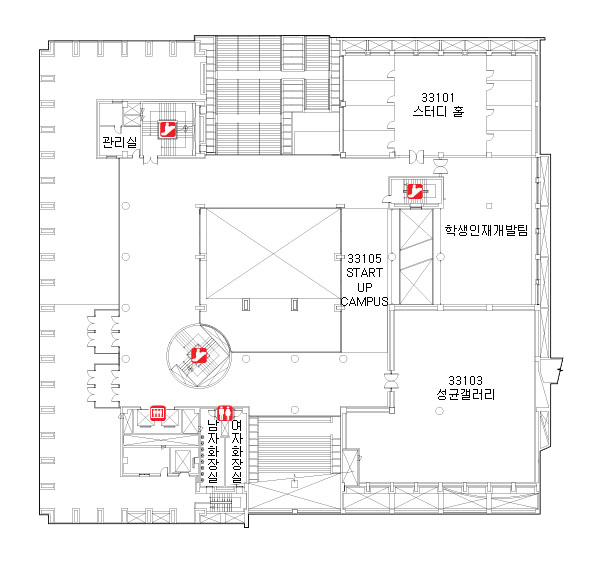 33101
스터디 홀
관리실
학생인재개발팀
33105
START
UP
CAMPUS
33103
성균갤러리
남자화장실
여자화장실